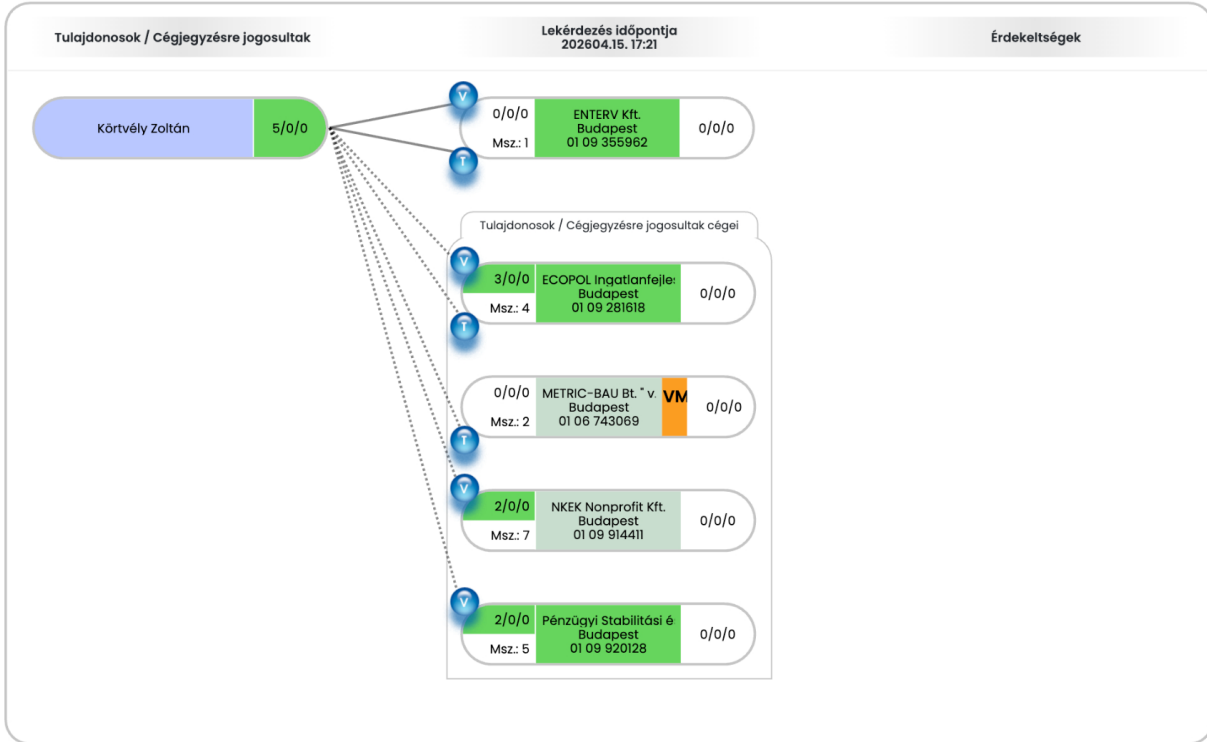 Tulajdonosok / Cégjegyzésre jogosultak
Lekérdezés időpontja
202604.15. 17:21
Érdekeltségek
Körtvély Zoltán
5/0/0
V
T
0/0/0
Msz.: 1
ENTERV Kft.
Budapest
01 09 355962
0/0/0
Tulajdonosok / Cégjegyzésre jogosultak cégei
V
T
3/0/0
Msz.: 4
ECOPOL Ingatlanfejles
Budapest
01 09 281618
0/0/0
T
0/0/0
Msz.: 2
METRIC-BAU Bt. " v.
Budapest
01 06 743069
VM
0/0/0
V
2/0/0
Msz.: 7
NKEK Nonprofit Kft.
Budapest
01 09 914411
0/0/0
V
2/0/0
Msz.: 5
Pénzügyi Stabilitási é
Budapest
01 09 920128
0/0/0